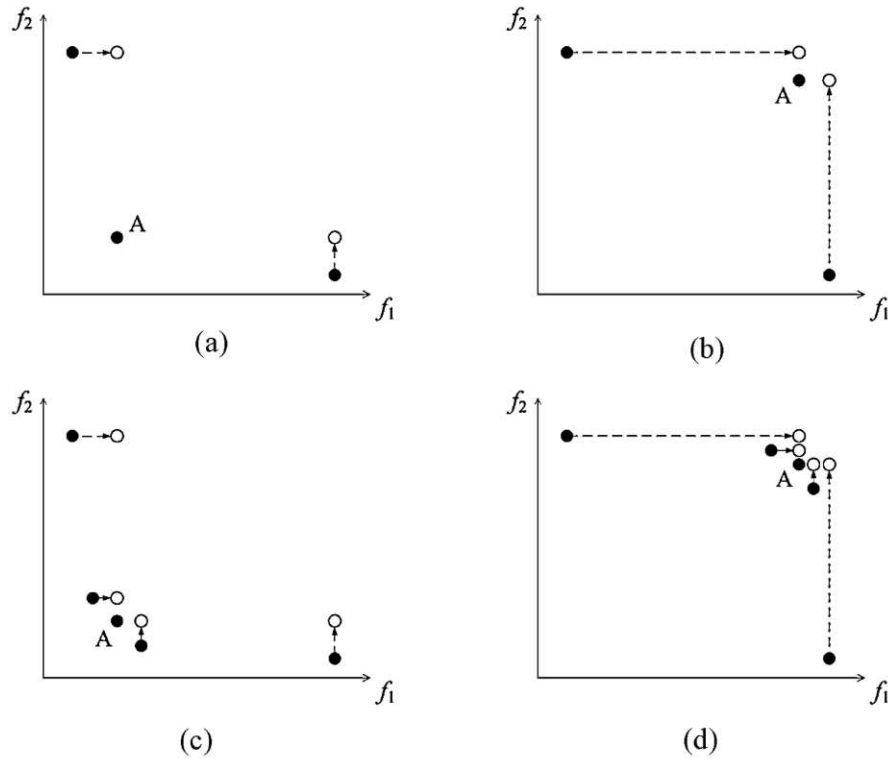 f₂ f₂
A
A
f₁ f₁
(a) (b)
f₂ f₂
A A
f₁ f₁
(c) (d)